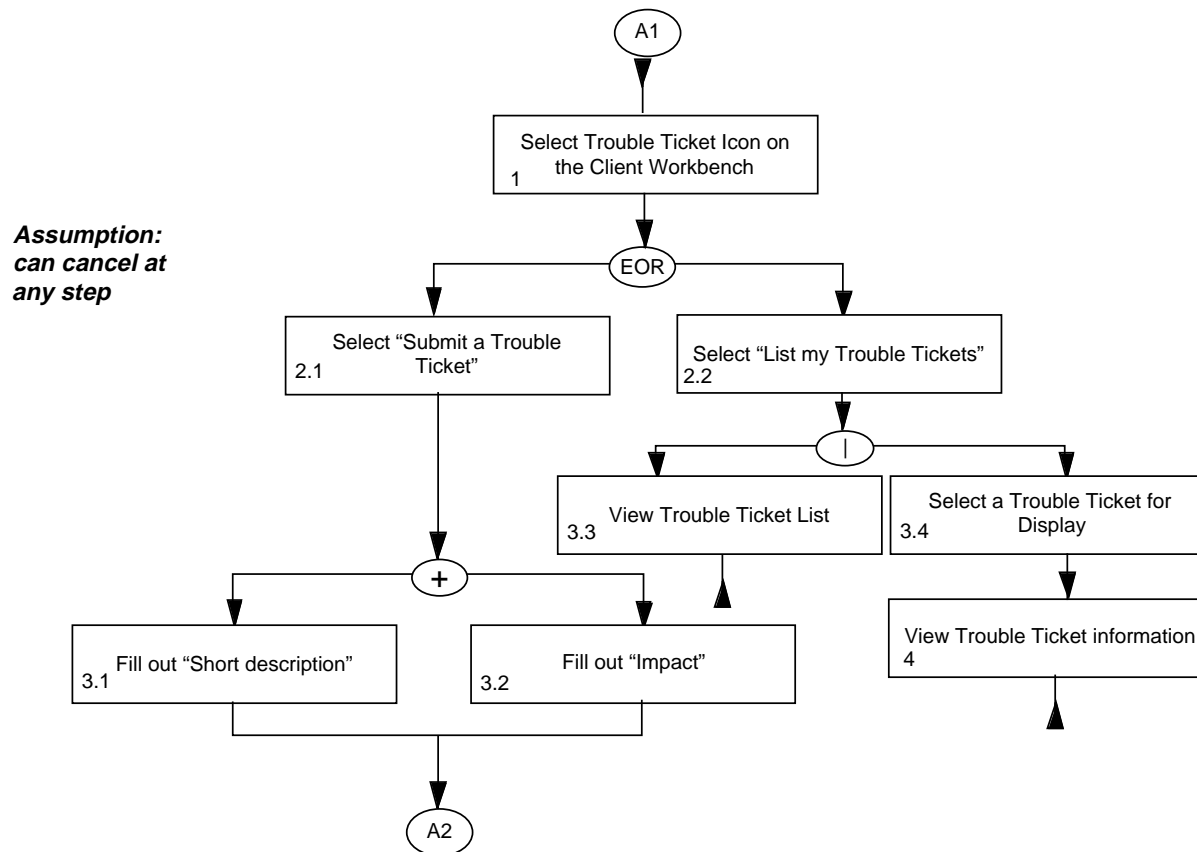 A1
Select Trouble Ticket Icon on
the Client Workbench
1
Assumption:
can cancel at
any step
EOR
Select “Submit a Trouble
Ticket”
2.1
Select “List my Trouble Tickets”
2.2
|
View Trouble Ticket List
3.3
Select a Trouble Ticket for
Display
3.4
+
Fill out “Short description”
3.1
Fill out “Impact”
3.2
View Trouble Ticket information
4
A2